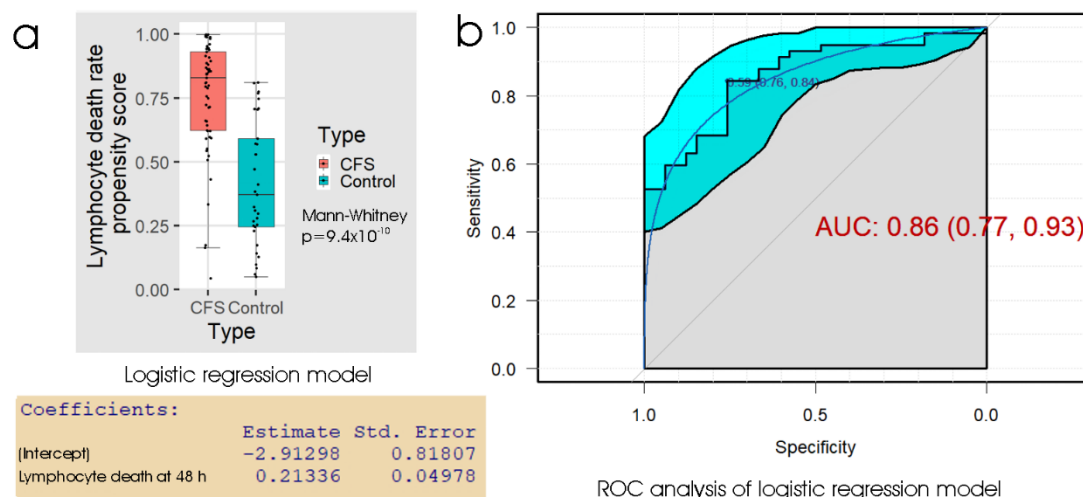 a
Lymphocyte death rate
propensity score
1.00
0.75
0.50
0.25
0.00
CFS Control
Type
Type
CFS
Control
Mann-Whitney
p=9.4x10⁻¹⁰
Logistic regression model
Coefficients:
Estimate Std. Error
(Intercept) -2.91298 0.81807
Lymphocyte death at 48 h 0.21336 0.04978
b
Sensitivity
1.0
0.8
0.6
0.4
0.2
0.0
0.59 (0.76, 0.84)
AUC: 0.86 (0.77, 0.93)
1.0 0.5 0.0
Specificity
ROC analysis of logistic regression model